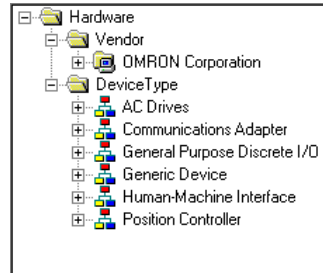 Hardware
Vendor
OMRON Corporation
DeviceType
AC Drives
Communications Adapter
General Purpose Discrete I/O
Generic Device
Human-Machine Interface
Position Controller